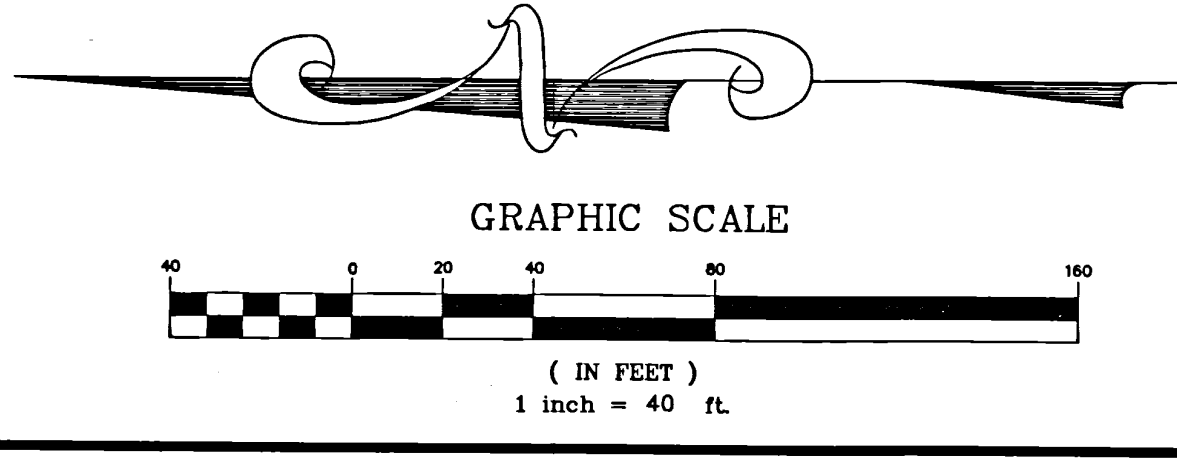 N
GRAPHIC SCALE
40 0 20 40 80 160
( IN FEET )
1 inch = 40 ft.